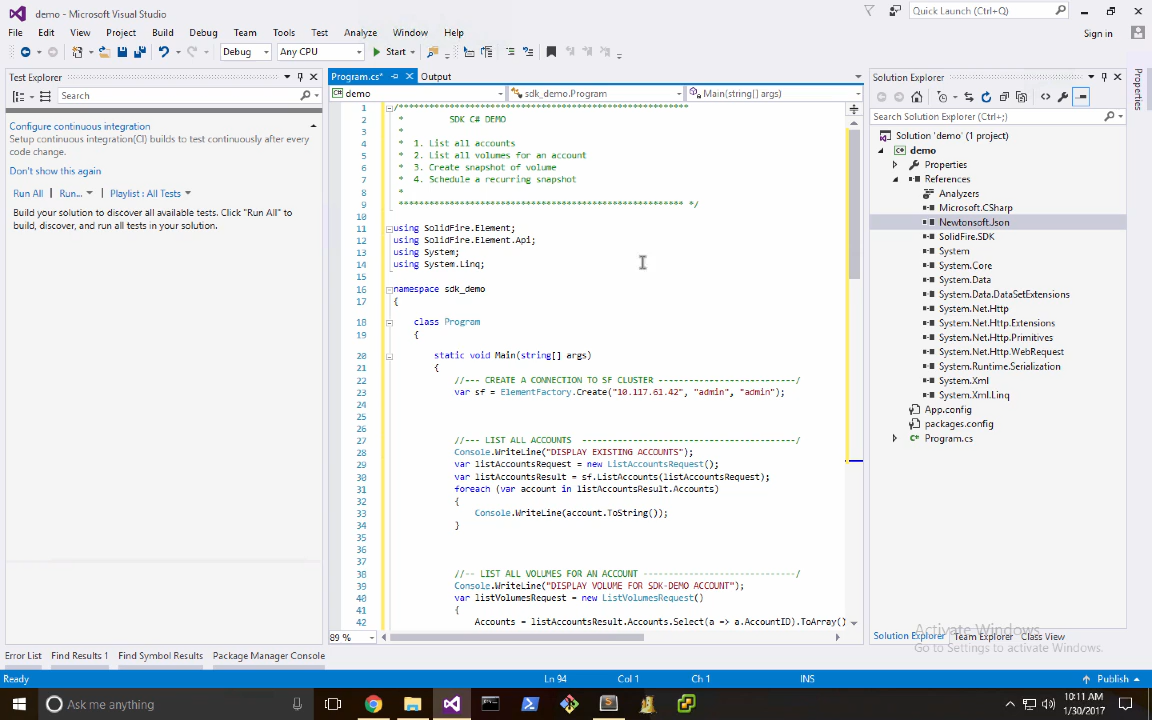 demo - Microsoft Visual Studio
Quick Launch (Ctrl+Q)
File Edit View Project Build Debug Team Tools Test Analyze Window Help
Sign in
Debug Any CPU Start
Test Explorer
Search
Configure continuous integration
Setup continuous integration(CI) builds to test continuously after every
code change.
Don't show this again
Run All | Run... | Playlist : All Tests
Build your solution to discover all available tests. Click "Run All" to
build, discover, and run all tests in your solution.
Program.cs* Output
demo sdk_demo.Program Main(string[] args)
1 /********************************************************
2 * SDK C# DEMO
3 *
4 * 1. List all accounts
5 * 2. List all volumes for an account
6 * 3. Create snapshot of volume
7 * 4. Schedule a recurring snapshot
8 *
9 ******************************************************* */
10
11 using SolidFire.Element;
12 using SolidFire.Element.Api;
13 using System;
14 using System.Linq;
15
16 namespace sdk_demo
17 {
18 class Program
19 {
20 static void Main(string[] args)
21 {
22 //--- CREATE A CONNECTION TO SF CLUSTER ---------------------------/
23 var sf = ElementFactory.Create("10.117.61.42", "admin", "admin");
24
25
26
27 //--- LIST ALL ACCOUNTS -----------------------------------------/
28 Console.WriteLine("DISPLAY EXISTING ACCOUNTS");
29 var listAccountsRequest = new ListAccountsRequest();
30 var listAccountsResult = sf.ListAccounts(listAccountsRequest);
31 foreach (var account in listAccountsResult.Accounts)
32 {
33 Console.WriteLine(account.ToString());
34 }
35
36
37
38 //-- LIST ALL VOLUMES FOR AN ACCOUNT ------------------------------/
39 Console.WriteLine("DISPLAY VOLUME FOR SDK-DEMO ACCOUNT");
40 var listVolumesRequest = new ListVolumesRequest()
41 {
42 Accounts = listAccountsResult.Accounts.Select(a => a.AccountID).ToArray()
89 %
Solution Explorer
Search Solution Explorer (Ctrl+;)
Solution 'demo' (1 project)
demo
Properties
References
Analyzers
Microsoft.CSharp
Newtonsoft.Json
SolidFire.SDK
System
System.Core
System.Data
System.Data.DataSetExtensions
System.Net.Http
System.Net.Http.Extensions
System.Net.Http.Primitives
System.Net.Http.WebRequest
System.Runtime.Serialization
System.Xml
System.Xml.Linq
App.config
packages.config
Program.cs
Properties
Activate Windows
Solution Explorer Team Explorer Class View
Go to Settings to activate Windows.
Error List Find Results 1 Find Symbol Results Package Manager Console
Ready Ln 94 Col 1 Ch 1 INS Publish
Ask me anything
10:11 AM
1/30/2017